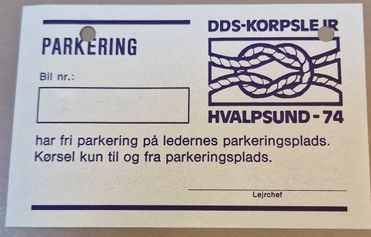 PARKERING
Bil nr.:
DDS-KORPSLEJR
HVALPSUND - 74
har fri parkering på ledernes parkeringsplads.
Kørsel kun til og fra parkeringsplads.
Lejrchef